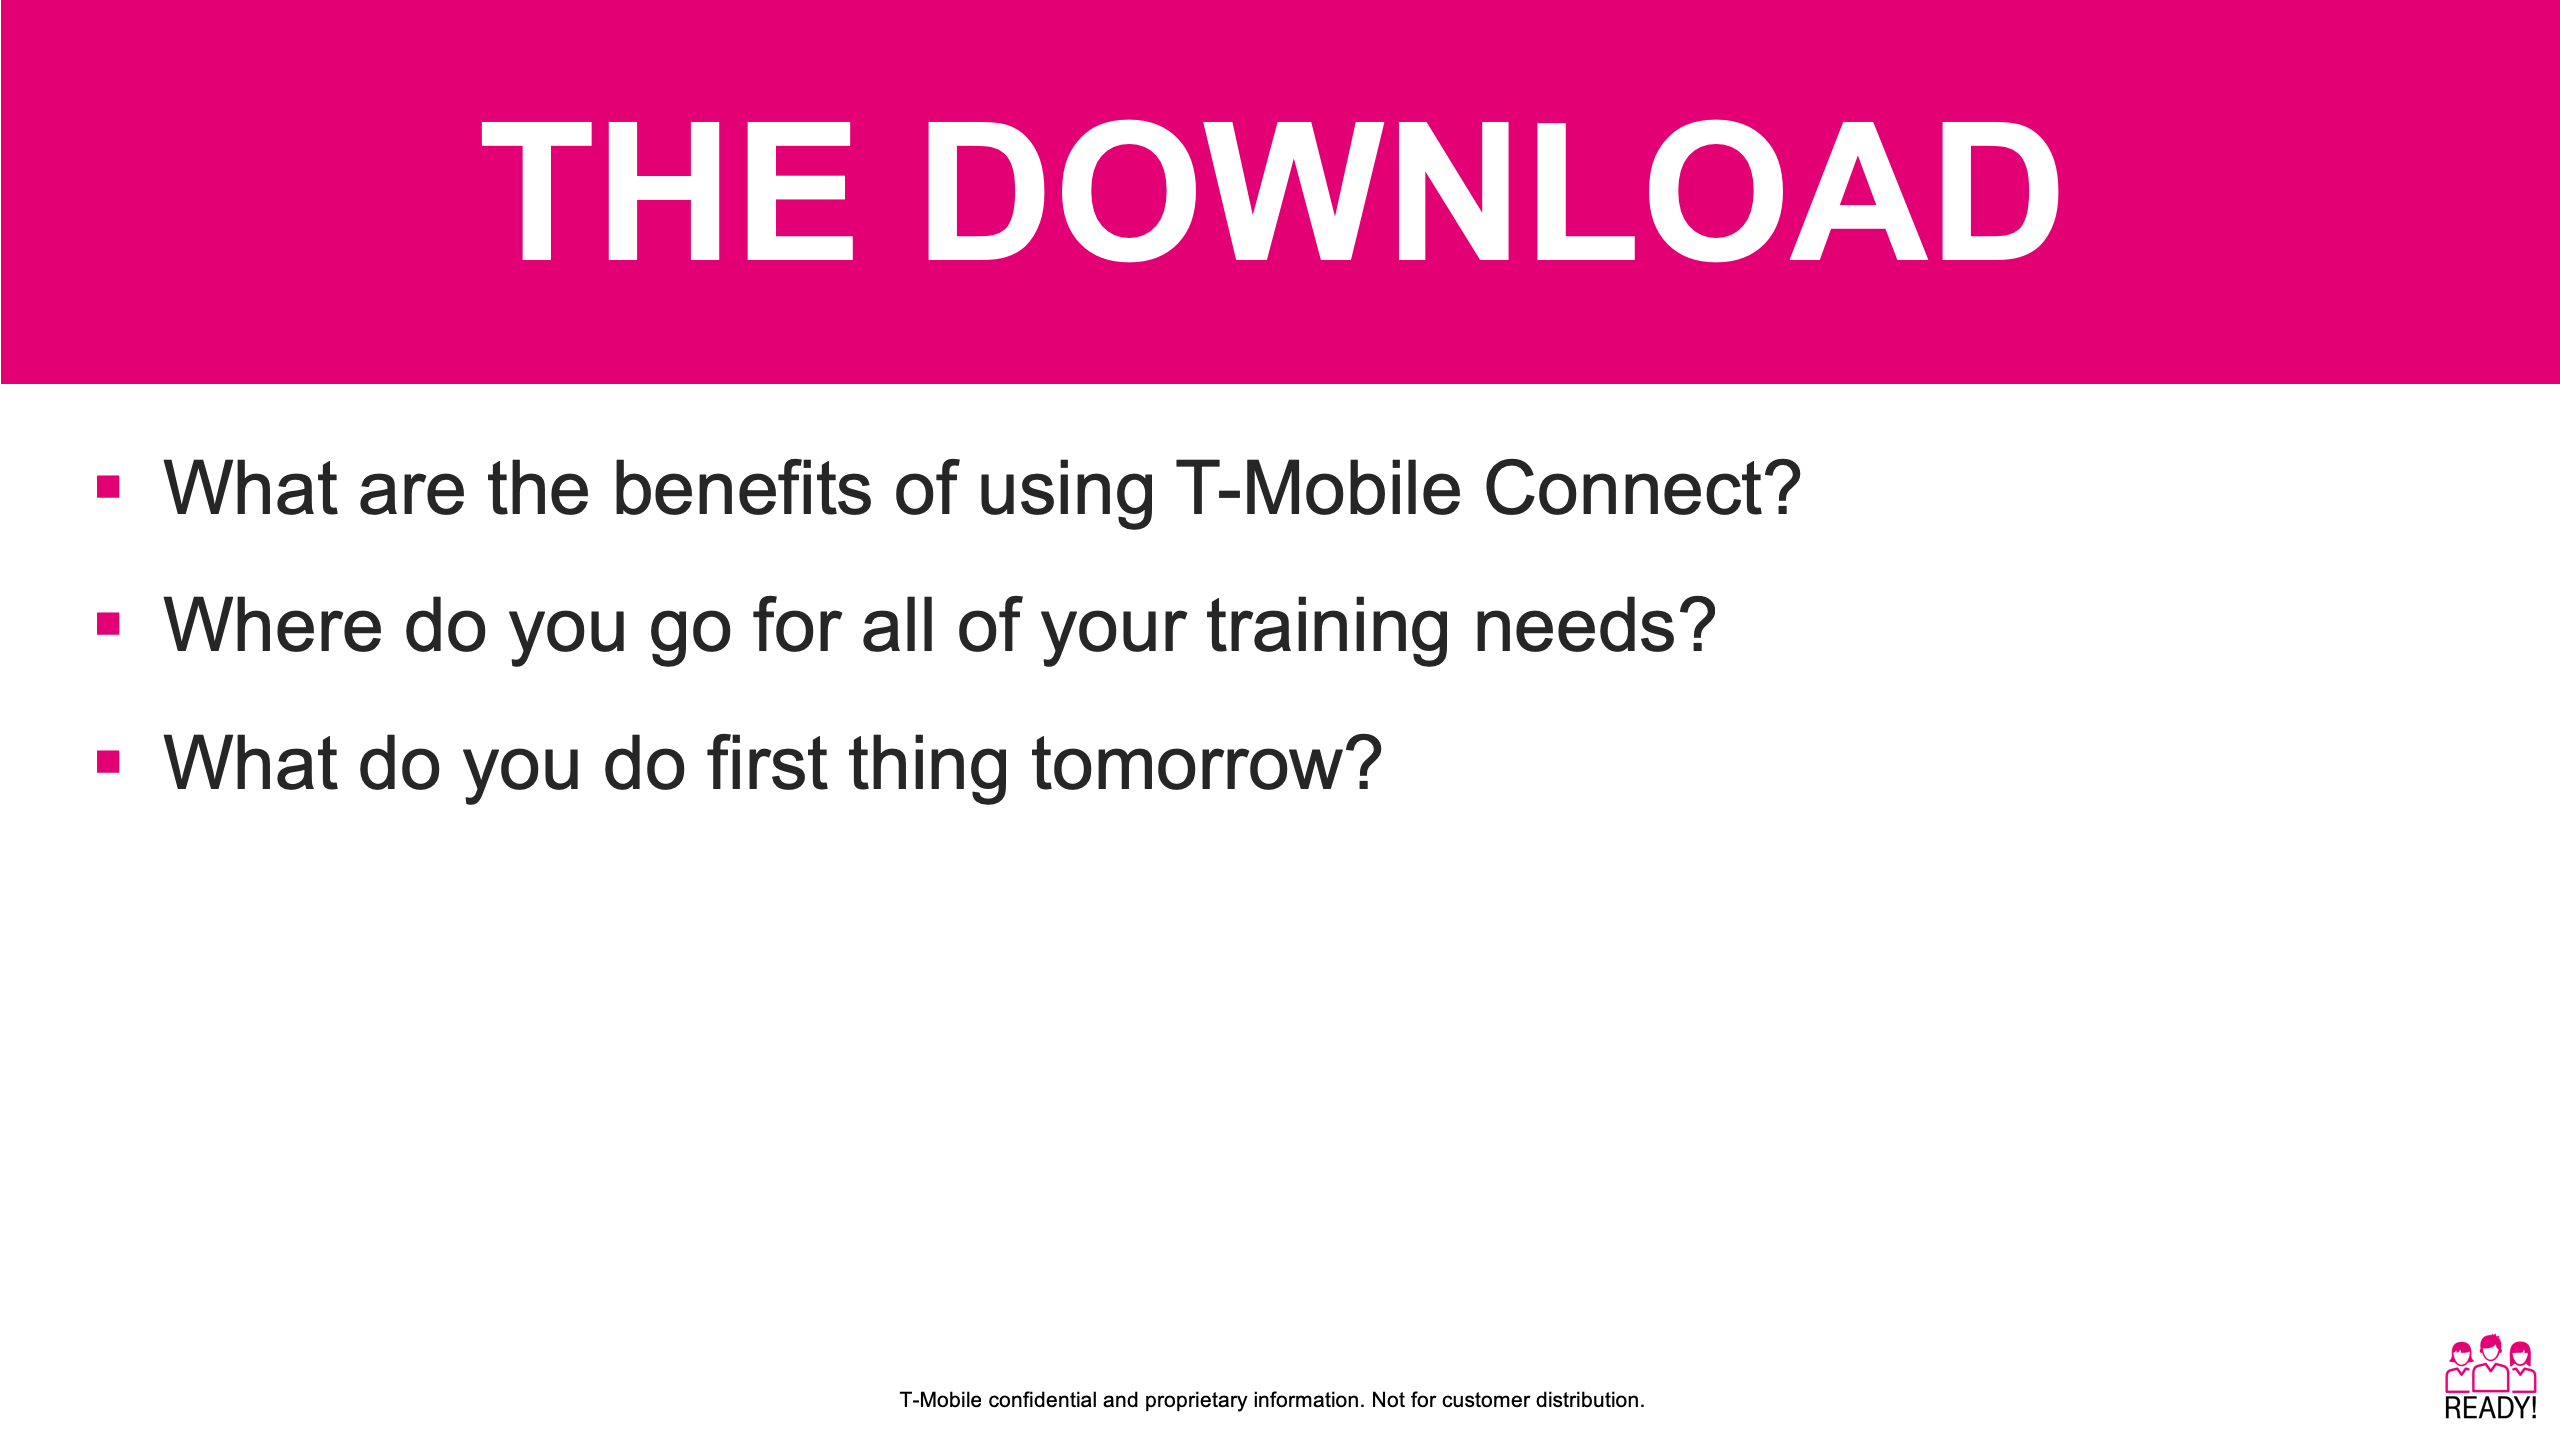 THE DOWNLOAD
What are the benefits of using T-Mobile Connect?
Where do you go for all of your training needs?
What do you do first thing tomorrow?
T-Mobile confidential and proprietary information. Not for customer distribution.
READY!